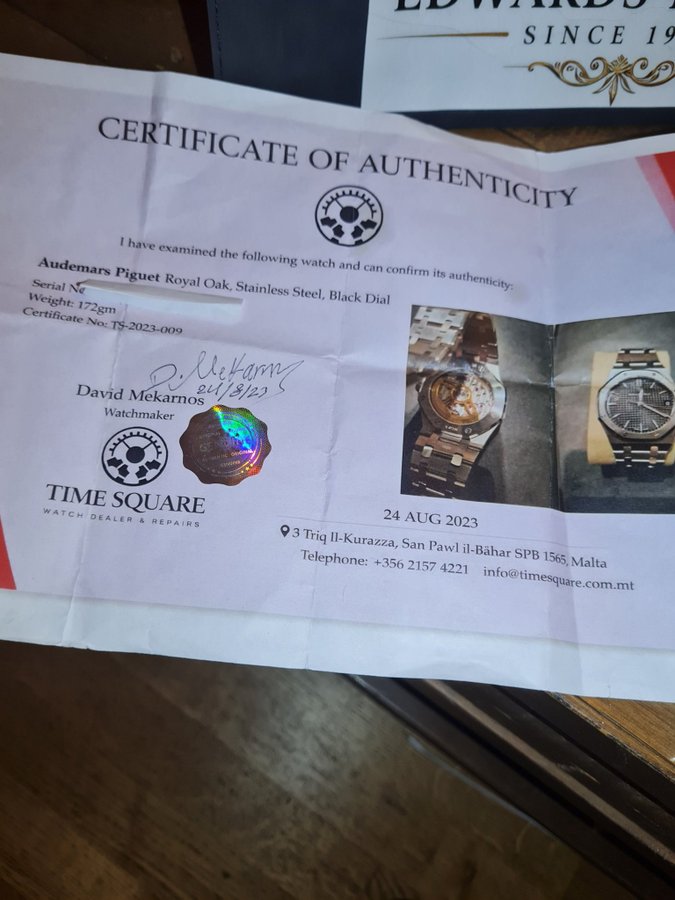 SINCE 19
CERTIFICATE OF AUTHENTICITY
I have examined the following watch and can confirm its authenticity:
Audemars Piguet Royal Oak, Stainless Steel, Black Dial
Serial
Weight: 172gm
Certificate No: TS-2023-009
D. Mekarnos
24/8/23
David Mekarnos
Watchmaker
TIME SQUARE
WATCH DEALER & REPAIRS
24 AUG 2023
3 Triq Il-Kurazza, San Pawl il-Bähar SPB 1565, Malta
Telephone: +356 2157 4221 info@timesquare.com.mt